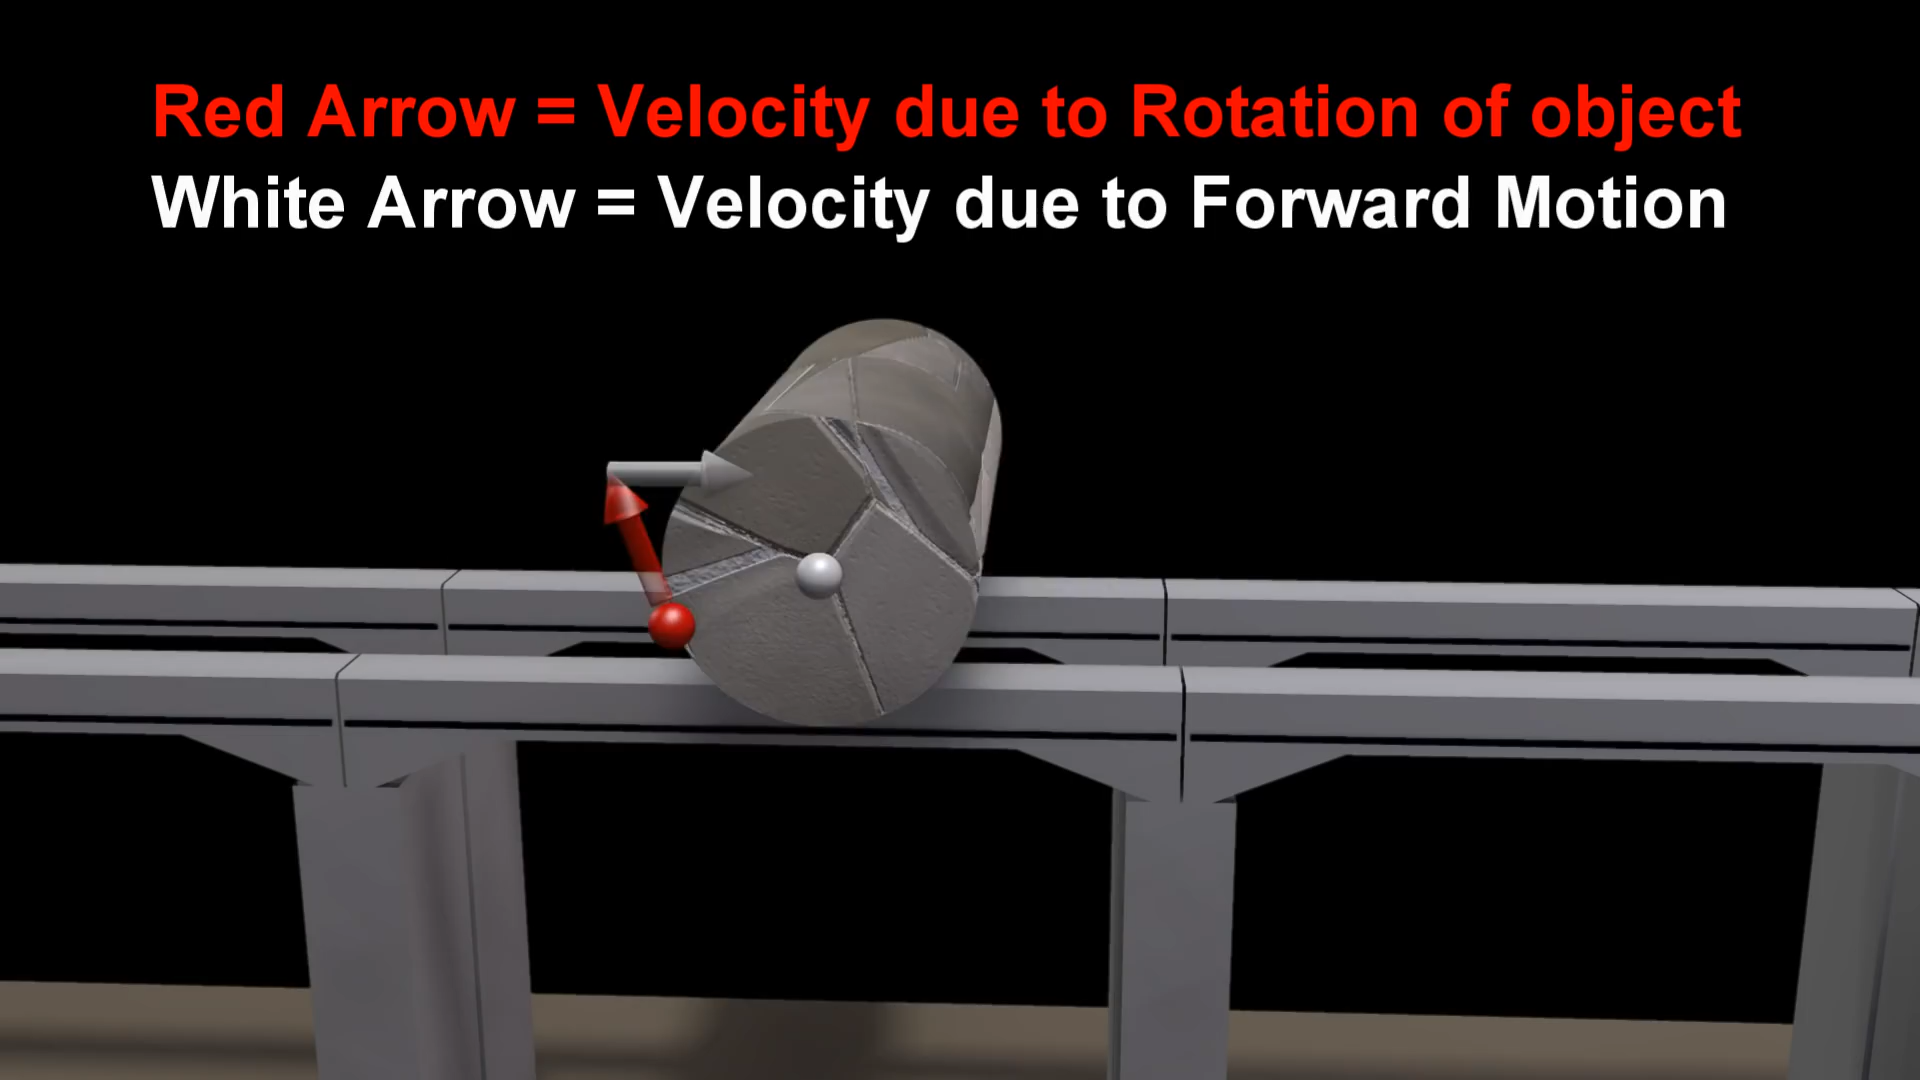 Red Arrow = Velocity due to Rotation of object
White Arrow = Velocity due to Forward Motion